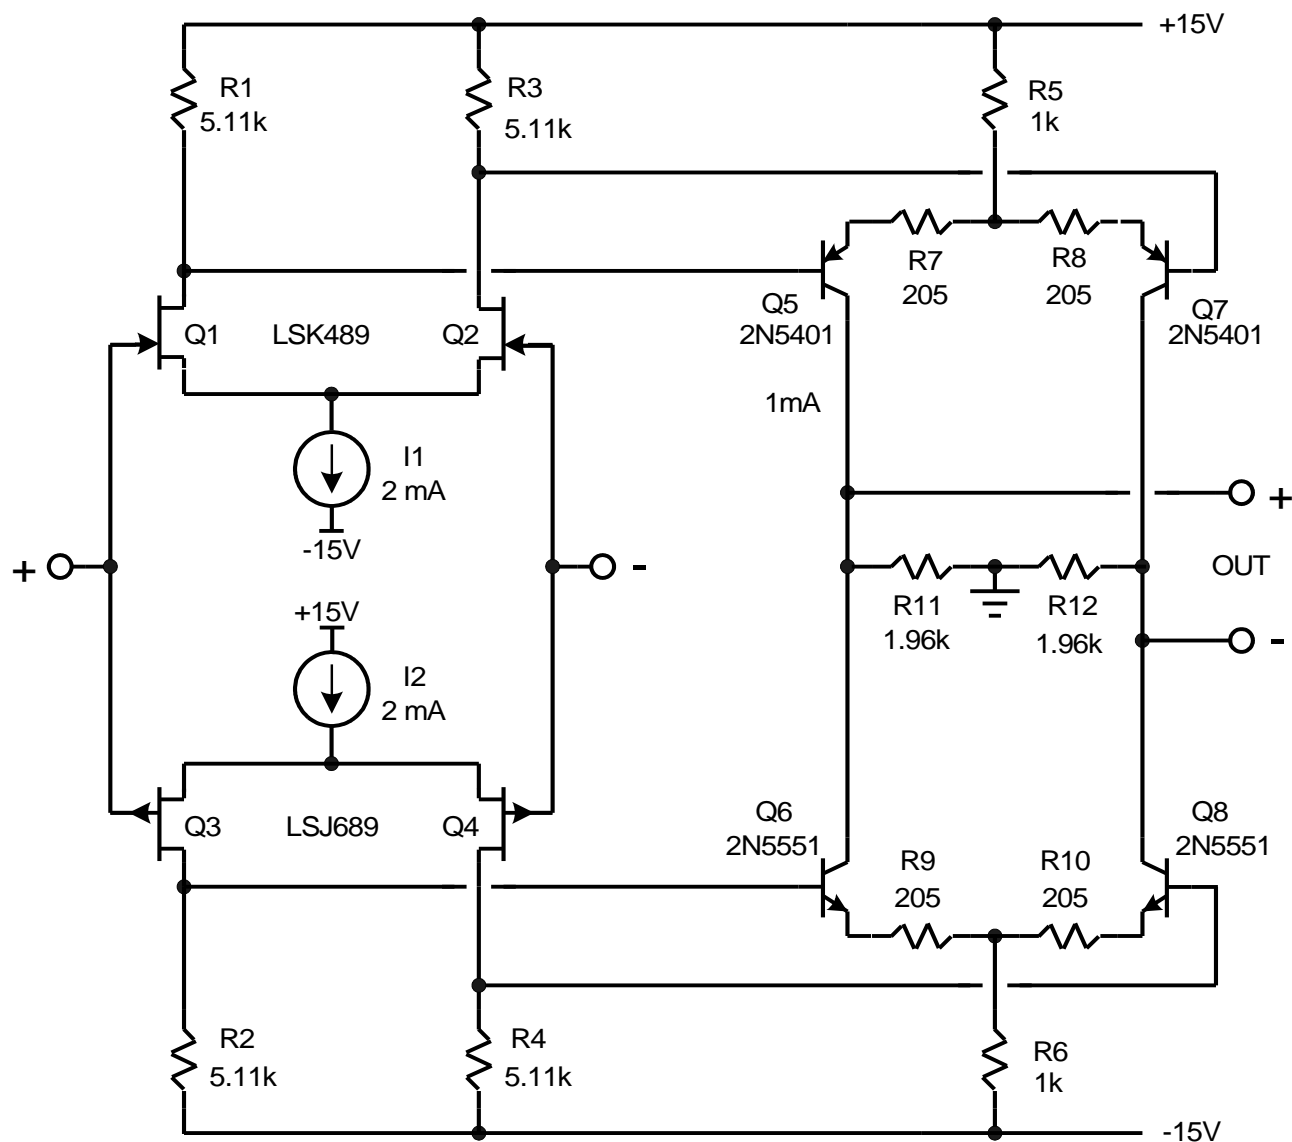 +15V
R1
5.11k
R3
5.11k
R5
1k
R7
205
R8
205
Q1
LSK489
Q2
Q5
2N5401
Q7
2N5401
1mA
I1
2 mA
-15V
+
-
+
OUT
-
R11
1.96k
R12
1.96k
+15V
I2
2 mA
Q3
LSJ689
Q4
Q6
2N5551
Q8
2N5551
R9
205
R10
205
R2
5.11k
R4
5.11k
R6
1k
-15V